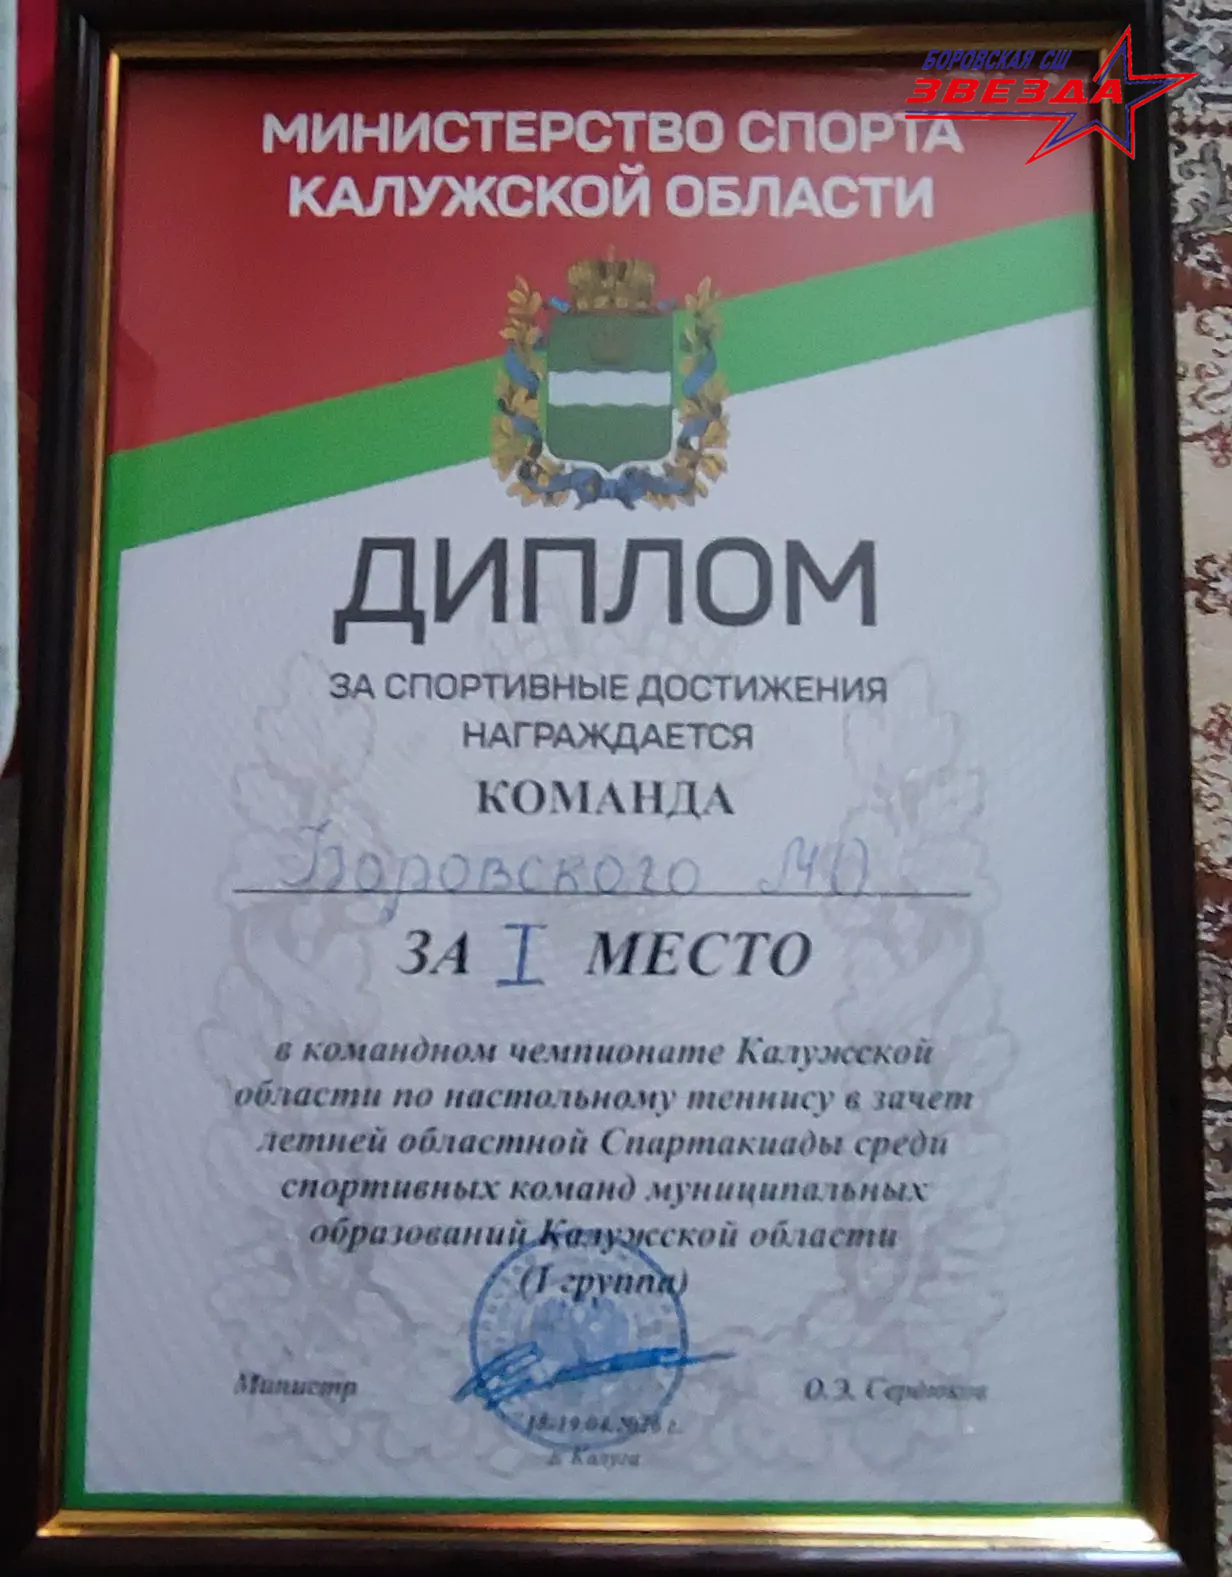 БОРОВСКАЯ СШ
ЗВЕЗДА
МИНИСТЕРСТВО СПОРТА
КАЛУЖСКОЙ ОБЛАСТИ
ДИПЛОМ
ЗА СПОРТИВНЫЕ ДОСТИЖЕНИЯ
НАГРАЖДАЕТСЯ
КОМАНДА
Боровского МО
ЗА I МЕСТО
в командном чемпионате Калужской
области по настольному теннису в зачет
летней областной Спартакиады среди
спортивных команд муниципальных
образований Калужской области
(I группа)
Министр
О.Э. Сердюков
г. Калуга